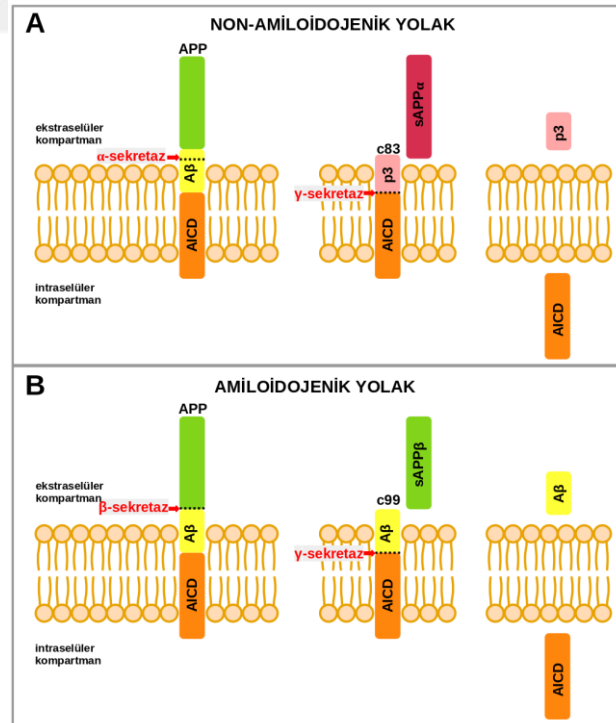 A
NON-AMİLOİDOJENİK YOLAK
APP
sAPPα
ekstraselüler
kompartman
α-sekretaz
Aβ
AICD
c83
p3
γ-sekretaz
AICD
p3
intraselüler
kompartman
AICD
B
AMİLOİDOJENİK YOLAK
APP
sAPPβ
ekstraselüler
kompartman
β-sekretaz
Aβ
AICD
c99
Aβ
γ-sekretaz
AICD
Aβ
intraselüler
kompartman
AICD